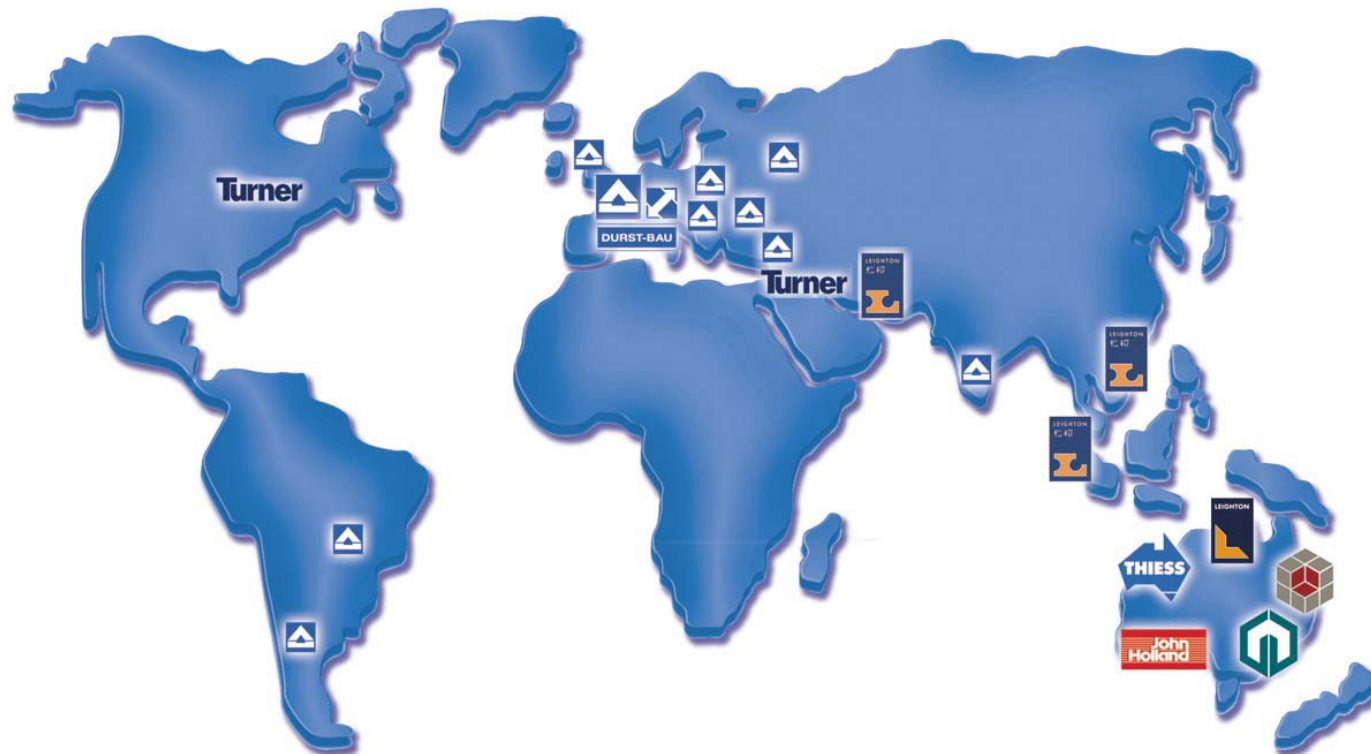 Turner
DURST-BAU
Turner
LEIGHTON
LEIGHTON
LEIGHTON
LEIGHTON
THIESS
John
Holland